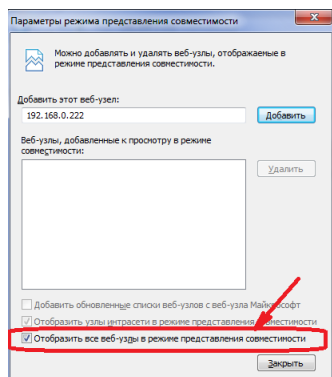 Параметры режима представления совместимости
Можно добавлять и удалять веб-узлы, отображаемые в
режиме представления совместимости.
Добавить этот веб-узел:
192.168.0.222
Добавить
Веб-узлы, добавленные к просмотру в режиме
совместимости:
Удалить
Добавить обновленные списки веб-узлов с веб-узла Майкрософт
Отобразить узлы интрасети в режиме представления совместимости
Отобразить все веб-узлы в режиме представления совместимости
Закрыть